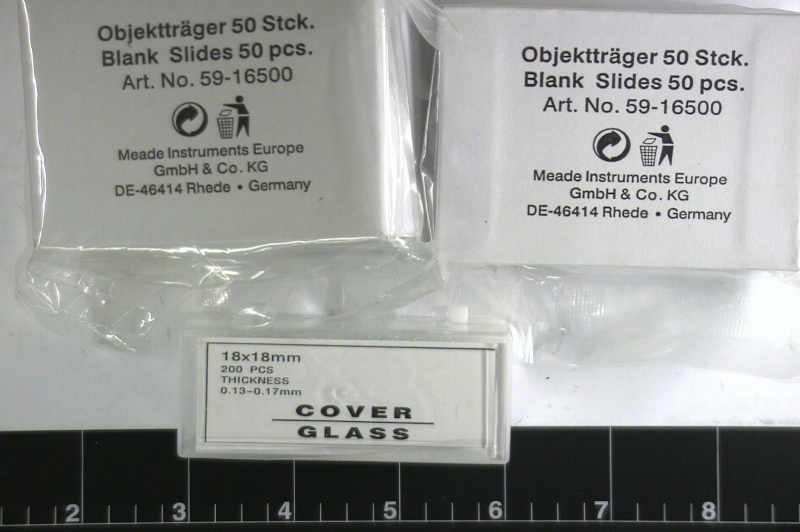 Objektträger 50 Stck.
Blank Slides 50 pcs.
Art. No. 59-16500
Meade Instruments Europe
GmbH & Co. KG
DE-46414 Rhede • Germany
Objektträger 50 Stck.
Blank Slides 50 pcs.
Art. No. 59-16500
Meade Instruments Europe
GmbH & Co. KG
DE-46414 Rhede • Germany
18x18mm
200 PCS
THICKNESS
0.13-0.17mm
COVER
GLASS
2 3 4 5 6 7 8